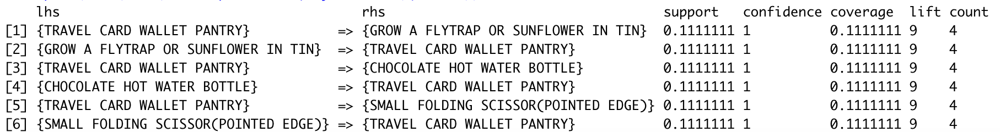 lhs rhs support confidence coverage lift count
[1] {TRAVEL CARD WALLET PANTRY} => {GROW A FLYTRAP OR SUNFLOWER IN TIN} 0.1111111 1 0.1111111 9 4
[2] {GROW A FLYTRAP OR SUNFLOWER IN TIN} => {TRAVEL CARD WALLET PANTRY} 0.1111111 1 0.1111111 9 4
[3] {TRAVEL CARD WALLET PANTRY} => {CHOCOLATE HOT WATER BOTTLE} 0.1111111 1 0.1111111 9 4
[4] {CHOCOLATE HOT WATER BOTTLE} => {TRAVEL CARD WALLET PANTRY} 0.1111111 1 0.1111111 9 4
[5] {TRAVEL CARD WALLET PANTRY} => {SMALL FOLDING SCISSOR(POINTED EDGE)} 0.1111111 1 0.1111111 9 4
[6] {SMALL FOLDING SCISSOR(POINTED EDGE)} => {TRAVEL CARD WALLET PANTRY} 0.1111111 1 0.1111111 9 4